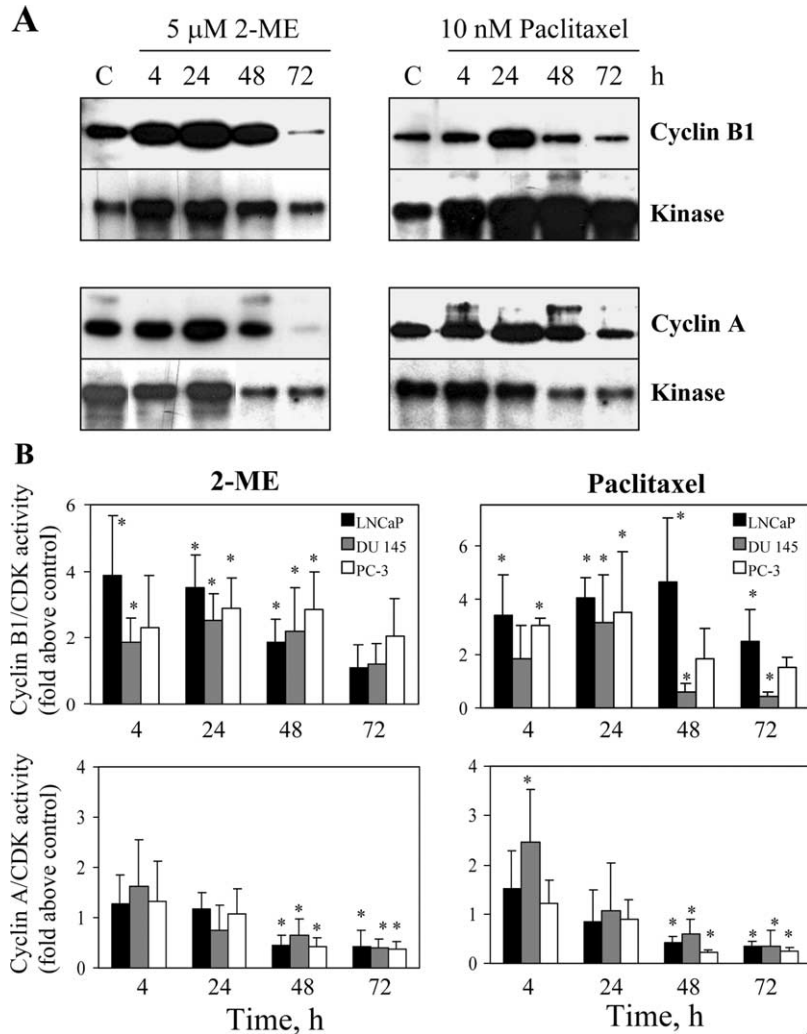 A
5 μM 2-ME
10 nM Paclitaxel
C 4 24 48 72
C 4 24 48 72 h
Cyclin B1
Kinase
Cyclin A
Kinase
B
2-ME
Paclitaxel
Cyclin B1/CDK activity
(fold above control)
6
4
2
0
*
*
*
*
*
*
*
*
LNCaP
DU 145
PC-3
4 24 48 72
6
4
2
0
*
*
*
*
*
*
*
*
*
LNCaP
DU 145
PC-3
4 24 48 72
Cyclin A/CDK activity
(fold above control)
4
3
2
1
0
*
*
*
*
*
*
4 24 48 72
Time, h
4
3
2
1
0
*
*
*
*
*
*
*
4 24 48 72
Time, h